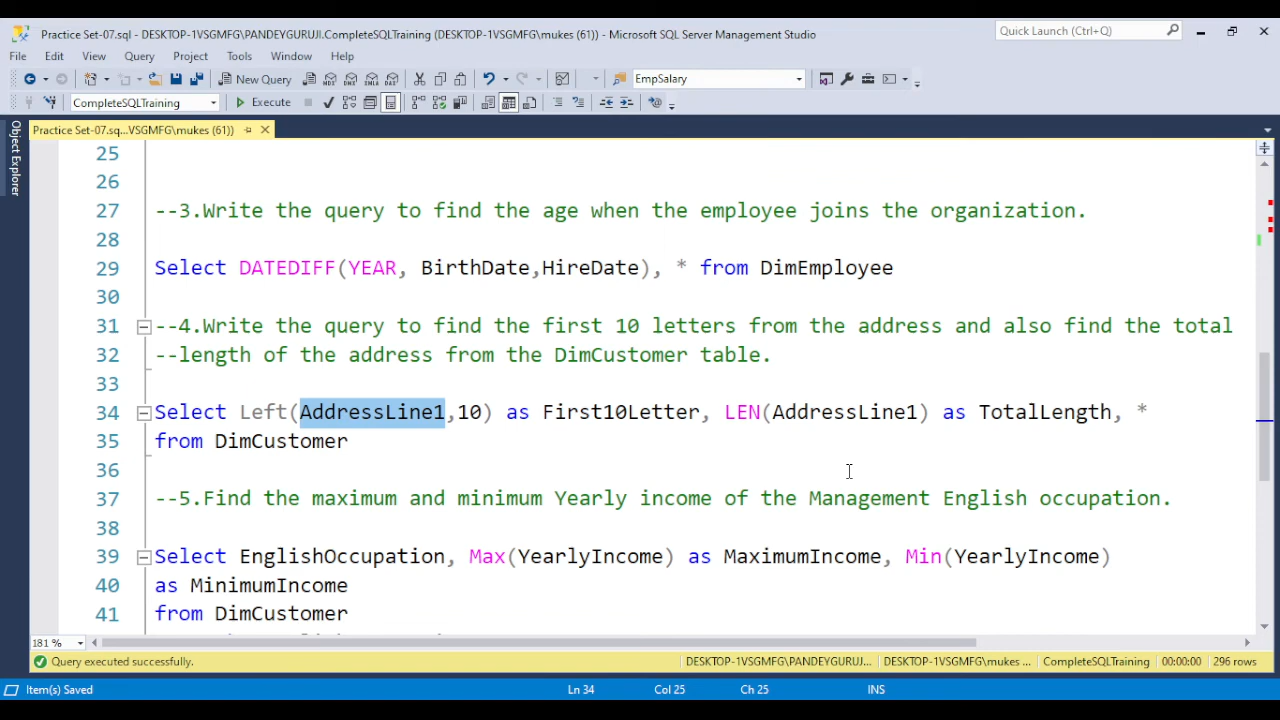 Practice Set-07.sql - DESKTOP-1VSGMFG\PANDEYGURUJI.CompleteSQLTraining (DESKTOP-1VSGMFG\mukes (61)) - Microsoft SQL Server Management Studio
Quick Launch (Ctrl+Q)
File Edit View Query Project Tools Window Help
New Query
EmpSalary
CompleteSQLTraining
Execute
Practice Set-07.sq...VSGMFG\mukes (61))
Object Explorer
25
26
27 --3.Write the query to find the age when the employee joins the organization.
28
29 Select DATEDIFF(YEAR, BirthDate,HireDate), * from DimEmployee
30
31 --4.Write the query to find the first 10 letters from the address and also find the total
32 --length of the address from the DimCustomer table.
33
34 Select Left(AddressLine1,10) as First10Letter, LEN(AddressLine1) as TotalLength, *
35 from DimCustomer
36
37 --5.Find the maximum and minimum Yearly income of the Management English occupation.
38
39 Select EnglishOccupation, Max(YearlyIncome) as MaximumIncome, Min(YearlyIncome)
40 as MinimumIncome
41 from DimCustomer
181 %
Query executed successfully.
DESKTOP-1VSGMFG\PANDEYGURUJ... DESKTOP-1VSGMFG\mukes ... CompleteSQLTraining 00:00:00 296 rows
Item(s) Saved
Ln 34 Col 25 Ch 25 INS